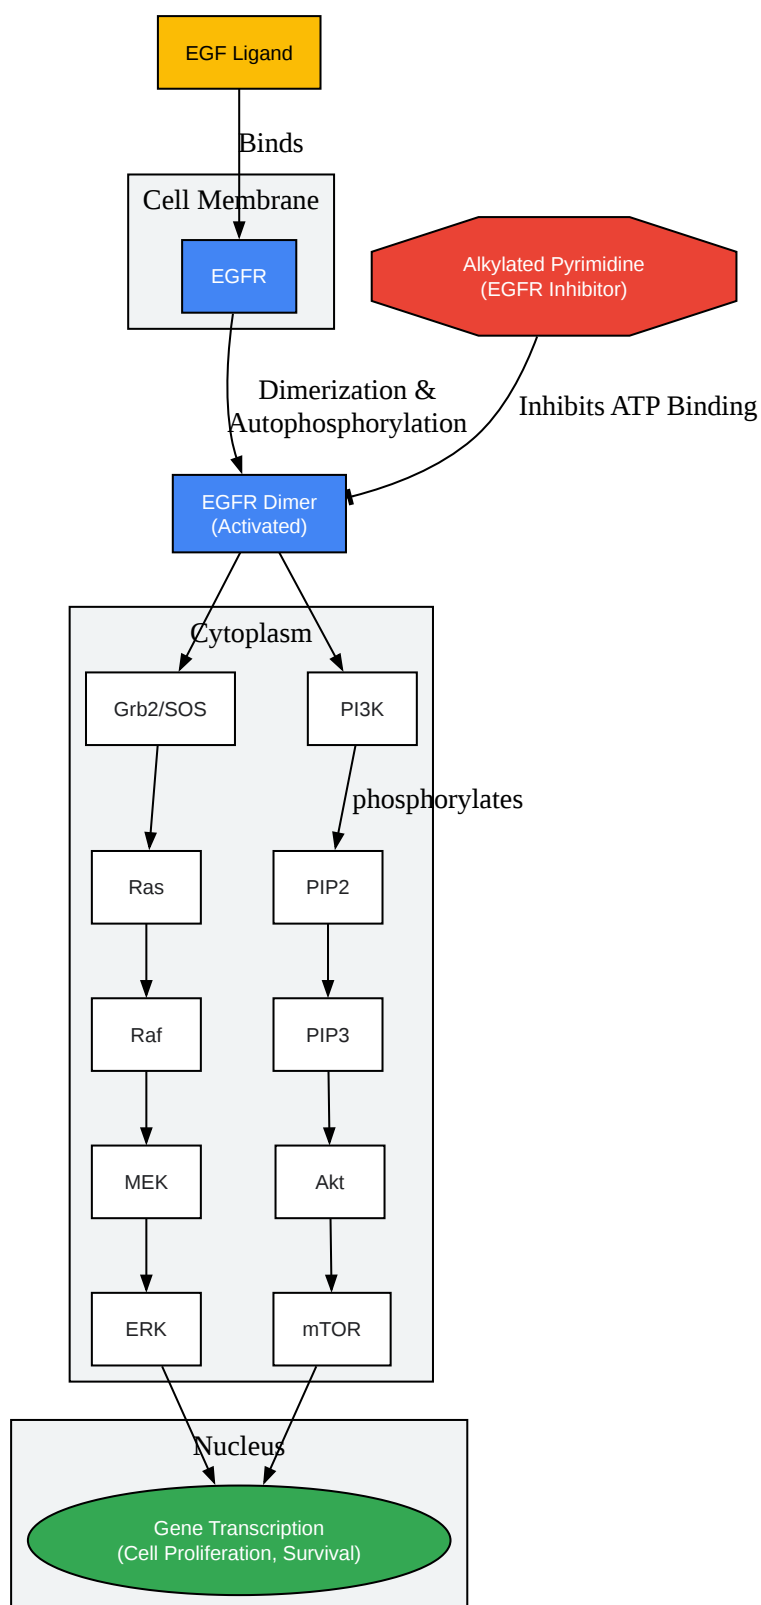 EGF Ligand
Binds
Cell Membrane
EGFR
Alkylated Pyrimidine
(EGFR Inhibitor)
Dimerization &
Autophosphorylation
Inhibits ATP Binding
EGFR Dimer
(Activated)
Cytoplasm
Grb2/SOS
PI3K
phosphorylates
Ras
PIP2
Raf
PIP3
MEK
Akt
ERK
mTOR
Nucleus
Gene Transcription
(Cell Proliferation, Survival)